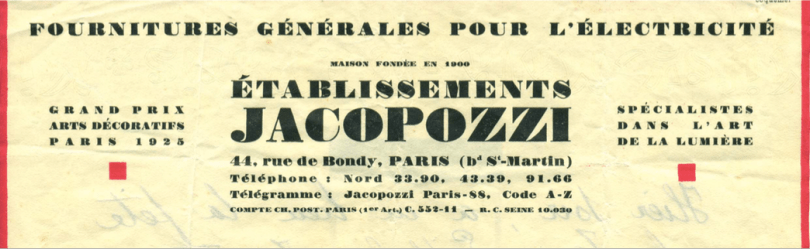 FOURNITURES GÉNÉRALES POUR L'ÉLECTRICITÉ
MAISON FONDÉE EN 1900
ÉTABLISSEMENTS
JACOPOZZI
GRAND PRIX
ARTS DÉCORATIFS
PARIS 1925
SPÉCIALISTES
DANS L'ART
DE LA LUMIÈRE
44, rue de Bondy, PARIS (bd St-Martin)
Téléphone : Nord 33.90, 43.39, 91.66
Télégramme : Jacopozzi Paris-88, Code A-Z
COMPTE CH. POST. PARIS (1er Art.) C. 552-11 - R. C. SEINE 10.030